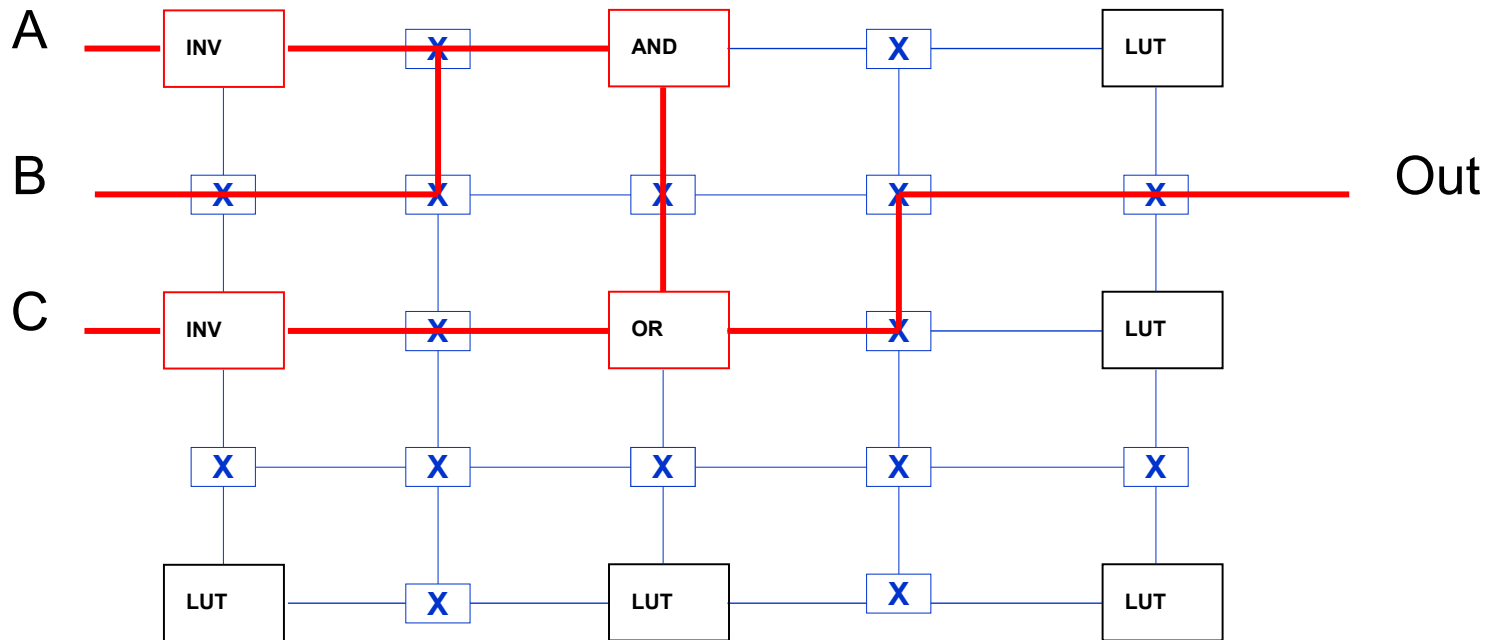 A INV X AND X LUT
B X X X X X Out
C INV X OR X LUT
X X X X X
LUT X LUT X LUT